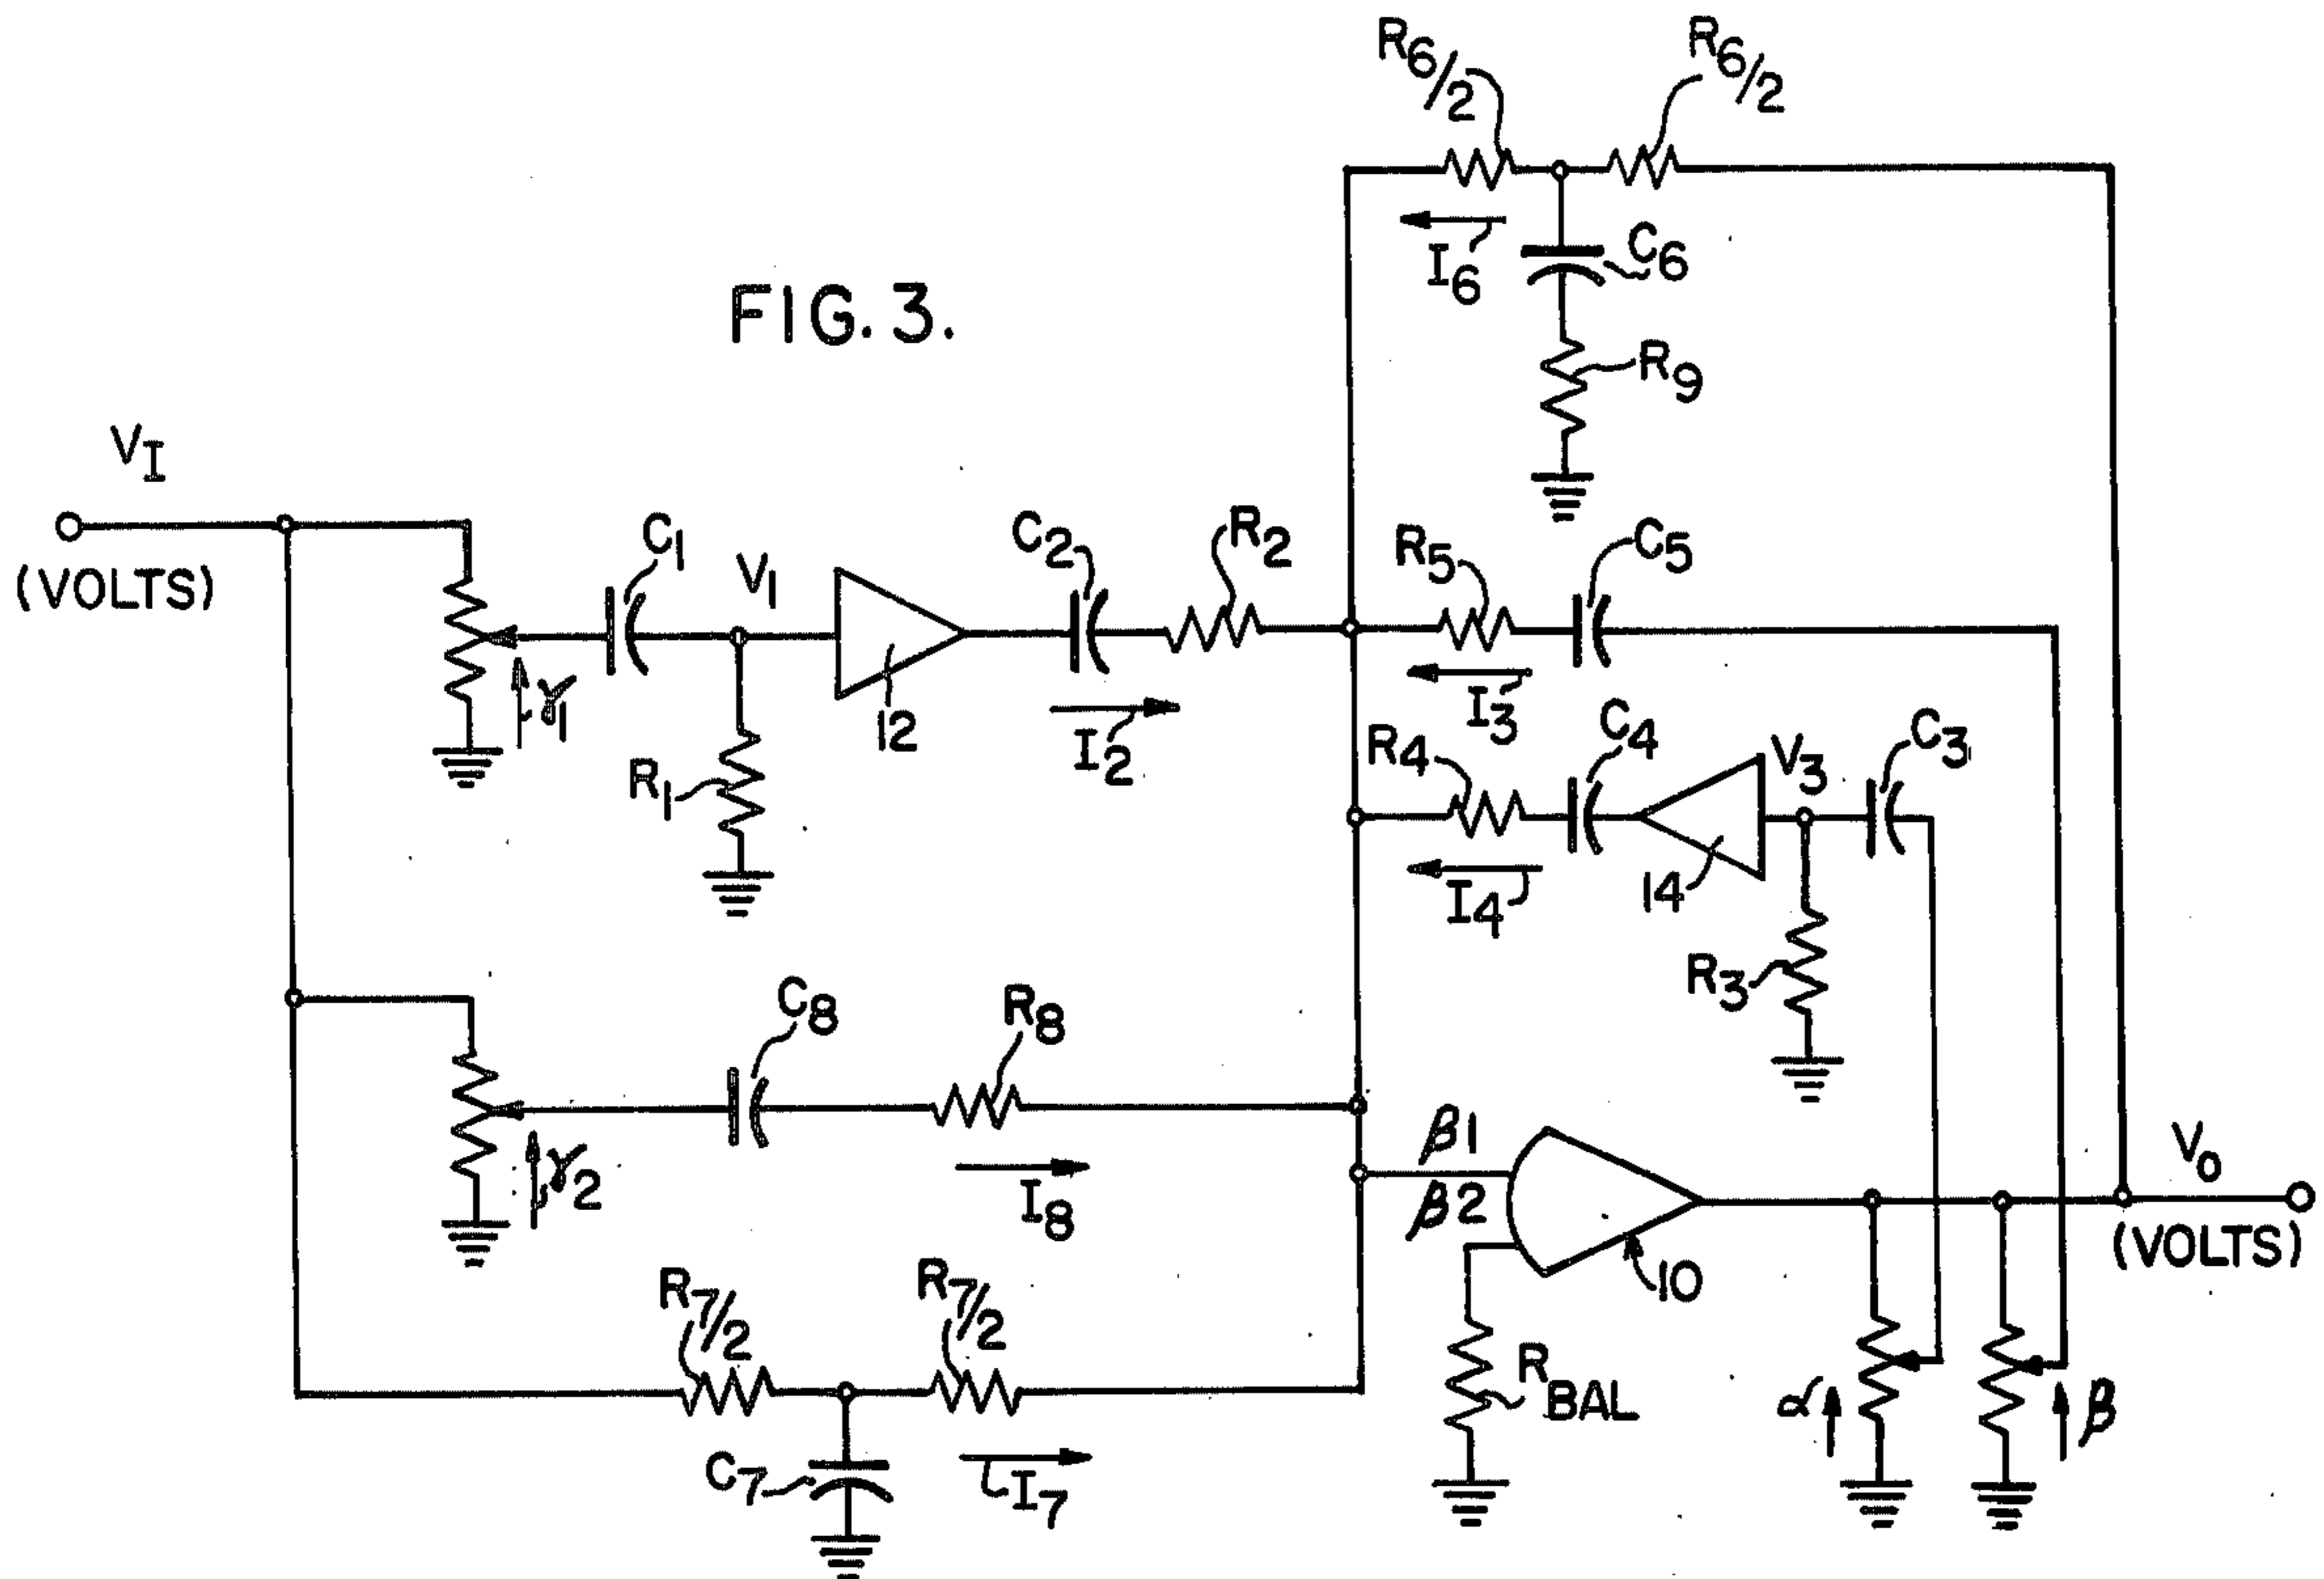 R6/2
R6/2
I6
C6
FIG. 3.
R9
VI
(VOLTS)
C1
V1
C2
R2
R5
C5
γ1
12
I2
I3
R1
R4
C4
V3
C3
I4
14
R3
C8
R8
γ2
I8
β1
β2
Vo
(VOLTS)
10
R7/2
R7/2
RBAL
α
β
C7
I7